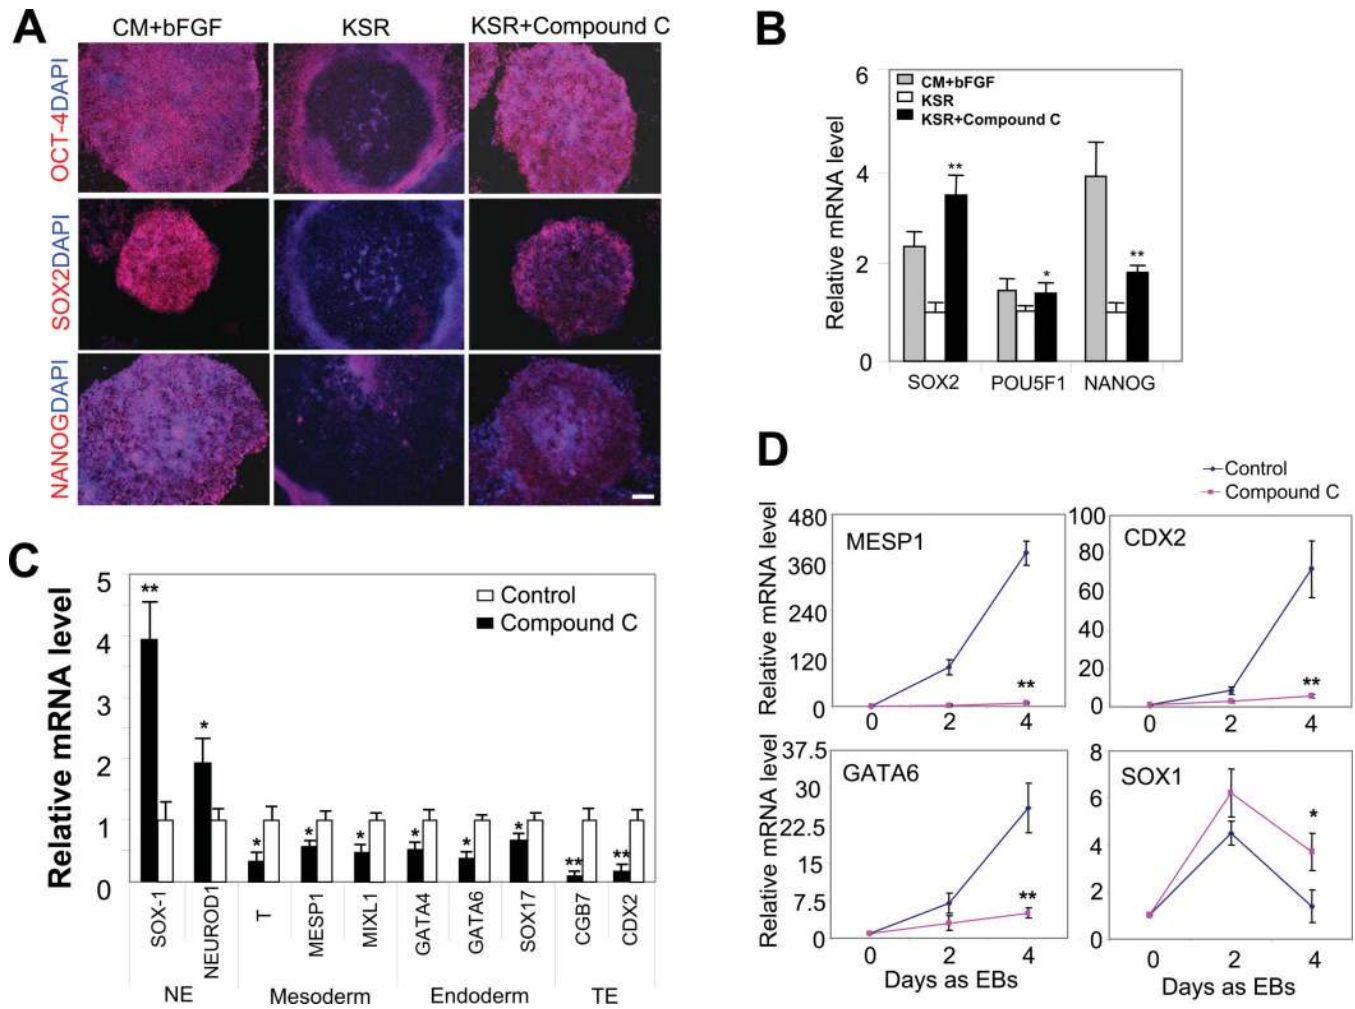 A
CM+bFGF KSR KSR+Compound C
OCT-4DAPI
SOX2DAPI
NANOGDAPI
B
Relative mRNA level
6
4
2
0
CM+bFGF
KSR
KSR+Compound C
**
*
**
SOX2 POU5F1 NANOG
C
Relative mRNA level
5
4
3
2
1
0
Control
Compound C
**
*
*
*
*
*
*
*
**
**
SOX-1 NEUROD1 T MESP1 MIXL1 GATA4 GATA6 SOX17 CGB7 CDX2
NE Mesoderm Endoderm TE
D
Control
Compound C
Relative mRNA level
480
360
240
120
0
MESP1
**
0 2 4
100
80
60
40
20
0
CDX2
**
0 2 4
Relative mRNA level
37.5
30
22.5
15
7.5
0
GATA6
**
0 2 4
Days as EBs
8
6
4
2
0
SOX1
*
0 2 4
Days as EBs